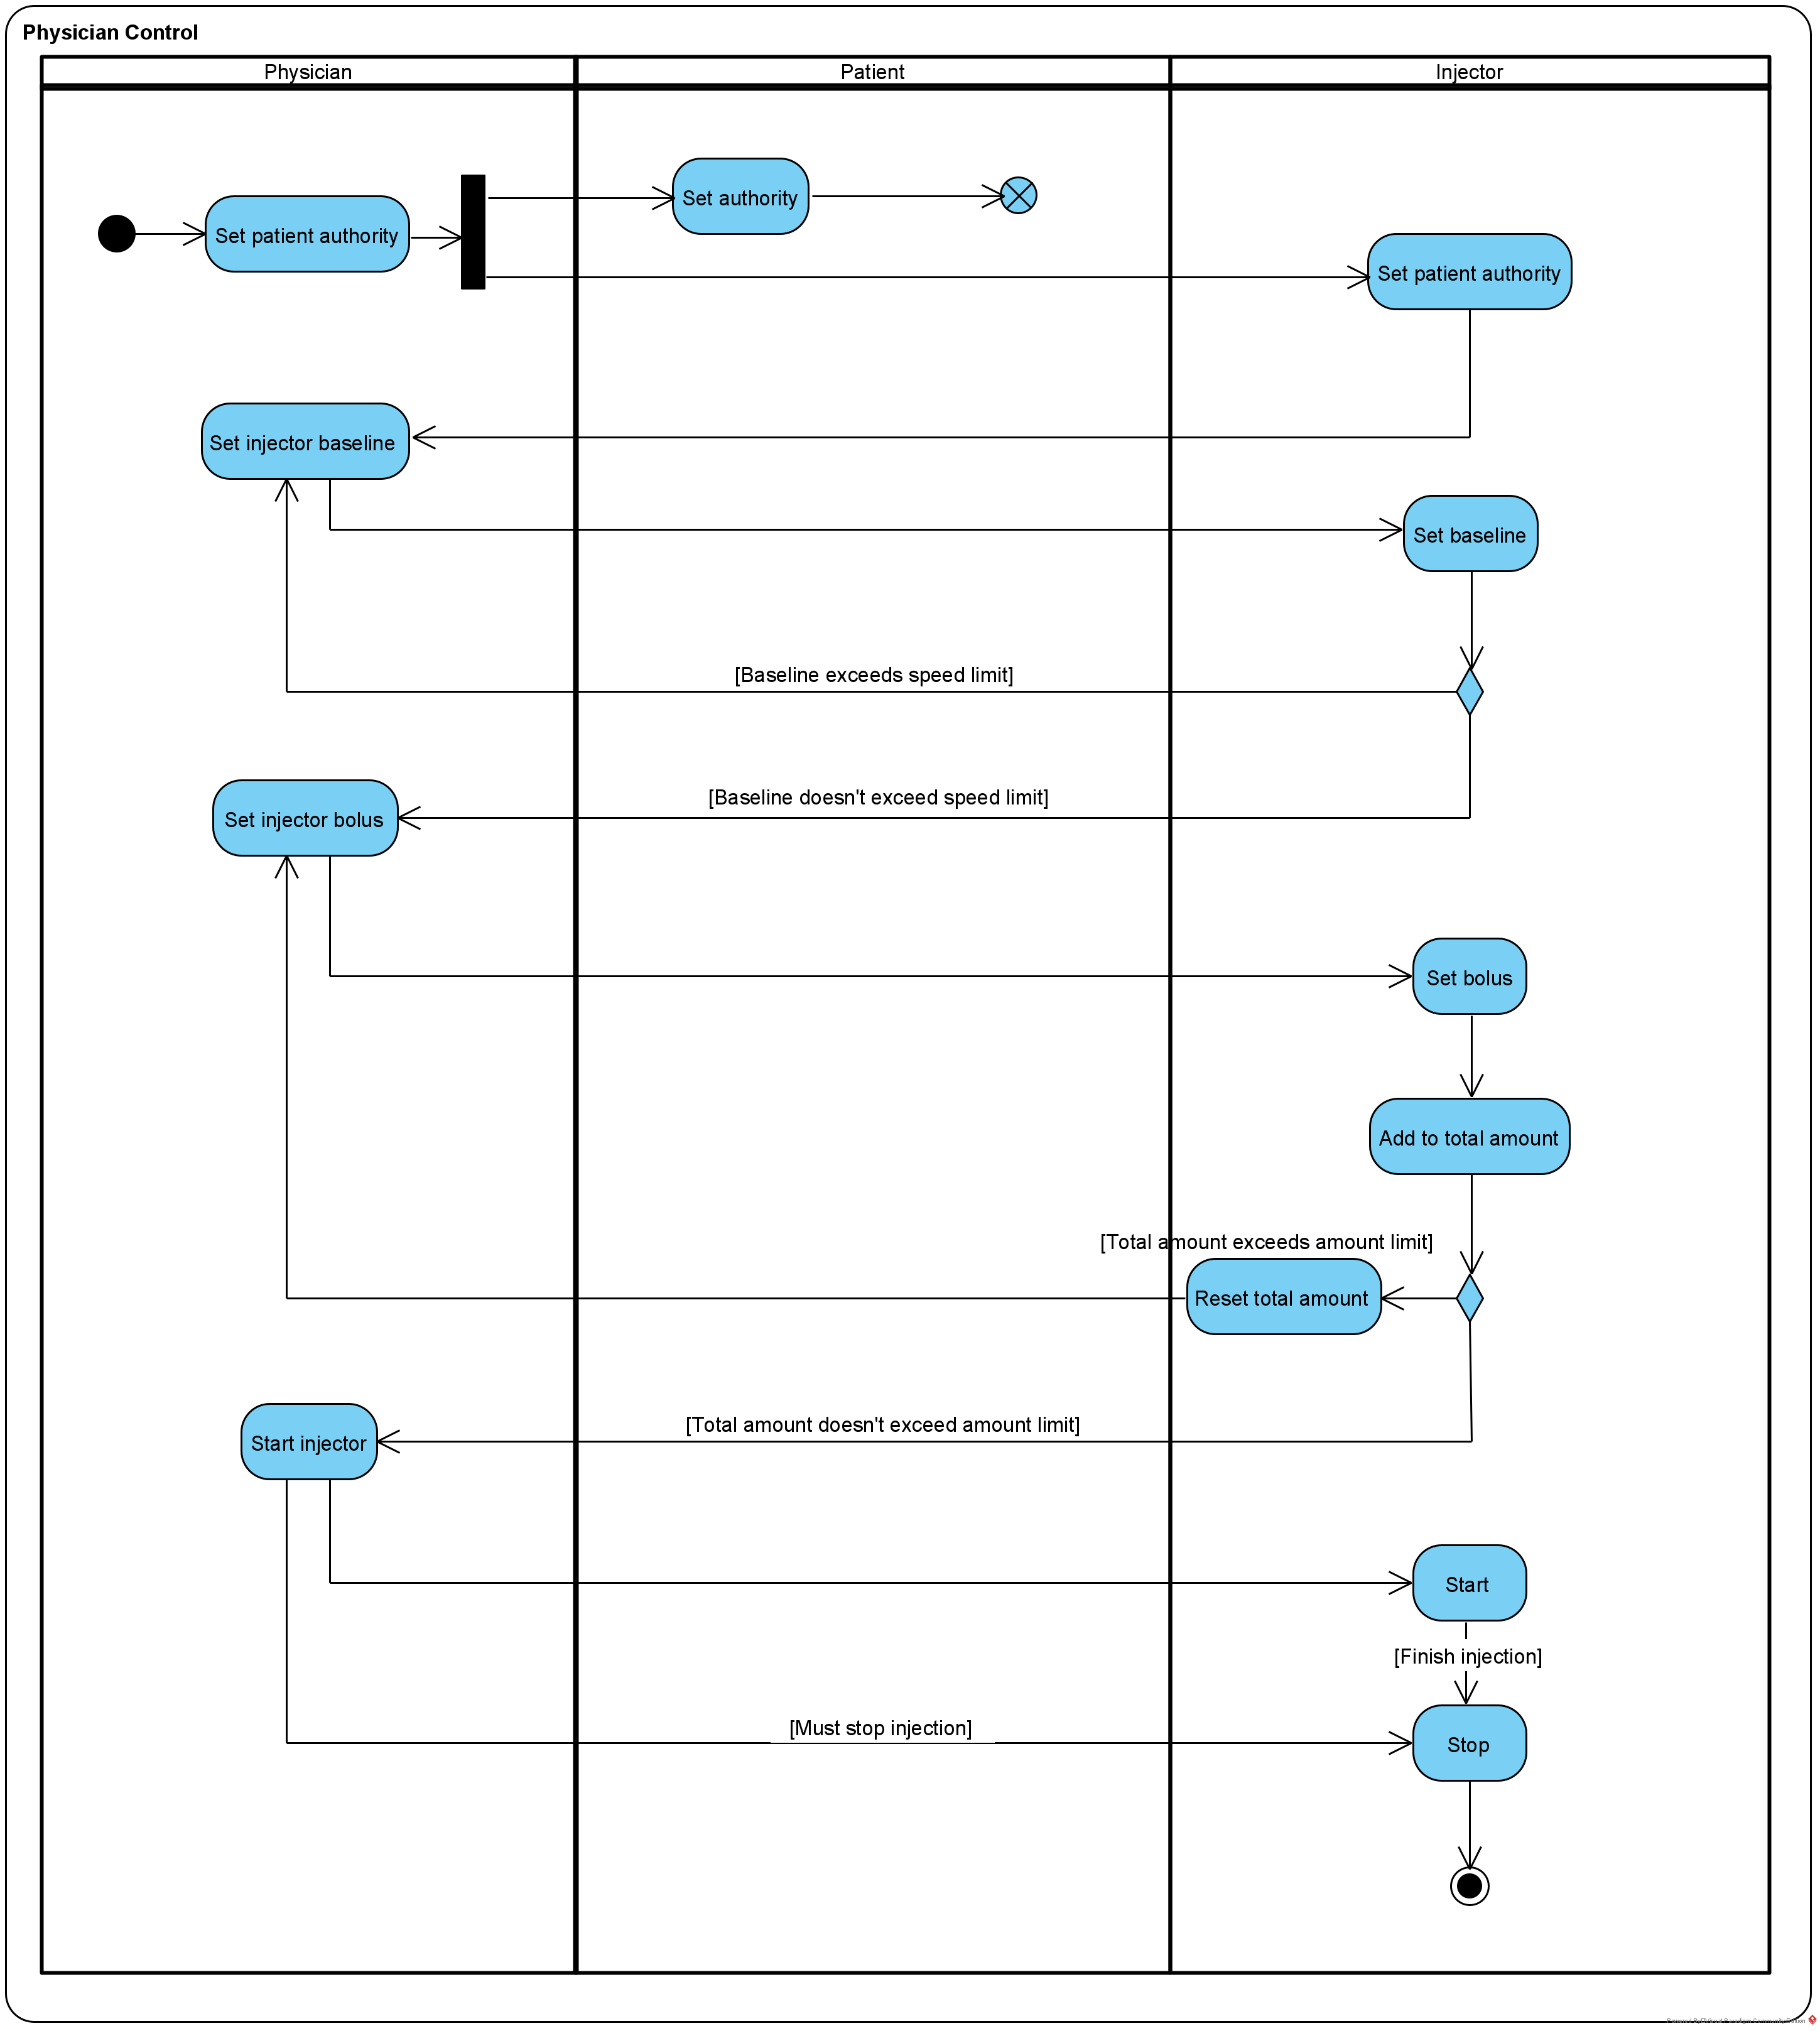 Physician Control
Physician
Patient
Injector
Set authority
Set patient authority
Set patient authority
Set injector baseline
Set baseline
[Baseline exceeds speed limit]
[Baseline doesn't exceed speed limit]
Set injector bolus
Set bolus
Add to total amount
[Total amount exceeds amount limit]
Reset total amount
[Total amount doesn't exceed amount limit]
Start injector
Start
[Finish injection]
[Must stop injection]
Stop